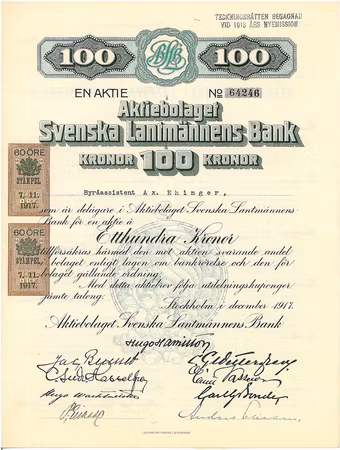 TECKNINGSRÄTTEN BEGAGNAD
VID 1918 ÅRS NYEMISSION
100 100
EN AKTIE No 64246
Aktiebolaget
Svenska Lantmännens Bank
KRONOR 100 KRONOR
60 ÖRE
STÄMPEL
7. 11.
1917.
60 ÖRE
STÄMPEL
7. 11.
1917.
Byråassistent Ax. Ehinger,
som är delägare i Aktiebolaget Svenska Lantmännens
Bank för en aktie å
Etthundra Kronor
tillförsäkras härmed den mot aktien svarande andel
i bolaget enligt lagen om bankrörelse och den för
bolaget gällande ordning.
Med detta aktiebref följa utdelningskuponger
jämte talong.
Stockholm i december 1917.
Aktiebolaget Svenska Lantmännens Bank
Hugo Hamilton